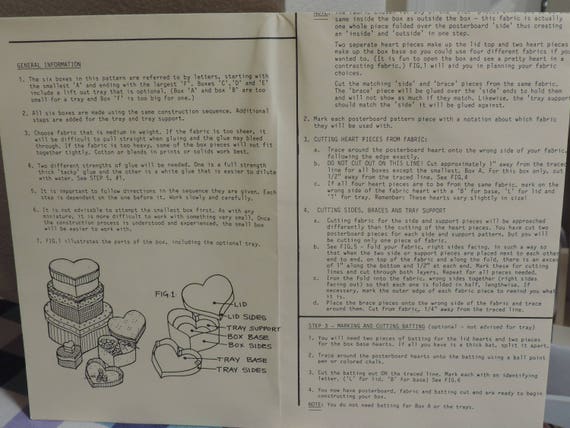 GENERAL INFORMATION
1. The six boxes in this pattern are referred to by letters, starting with
the smallest 'A' and ending with the largest 'F'. Boxes 'C', 'D' and 'E'
include a lift out tray that is optional. (Box 'A' and box 'B' are too
small for a tray and Box 'F' is too big for one.)
2. All six boxes are made using the same construction sequence. Additional
steps are added for the tray and tray support.
3. Choose fabric that is medium in weight. If the fabric is too sheer, it
will be difficult to pull straight when gluing and the glue may bleed
through, if the fabric is too heavy, some of the box pieces will not fit
together tightly. Cotton or blends in prints or solids work best.
4. Two different strengths of glue will be needed. One is a full strength
thick 'tacky' glue and the other is a white glue that is easier to dilute
with water. See STEP 6, #1.
5. It is important to follow directions in the sequence they are given. Each
step is dependent on the one before it. Work slowly and carefully.
6. It is not advisable to attempt the smallest box first. As with any
miniature, it is more difficult to work with something very small. Once
the construction process is understood and experienced, the small box
will be easier to work with.
7. FIG.1 illustrates the parts of the box, including the optional tray.
FIG.1
LID
LID SIDES
TRAY SUPPORT
BOX BASE
BOX SIDES
TRAY BASE
TRAY SIDES
same inside the box as outside the box - this fabric is actually
one whole piece folded over the posterboard 'side' thus creating
an 'inside' and 'outside' in one step.
Two seperate heart pieces make up the lid top and two heart pieces
make up the box base so you could use four different fabrics if you
wanted to. (It is fun to open the box and see a pretty heart in a
contrasting fabric.) FIG.1 will aid you in planning your fabric
choices.
Cut the matching 'side' and 'brace' pieces from the same fabric.
The 'brace' piece will be glued over the 'side' ends to hold them
and will not show as much if they match. Likewise, the 'tray support'
should match the 'side' it will be glued against.
2. Mark each posterboard pattern piece with a notation about which fabric
they will be used with.
3. CUTTING HEART PIECES FROM FABRIC:
a. Trace around the posterboard heart onto the wrong side of your fabric,
following the edge exactly.
b. DO NOT CUT OUT ON THIS LINE! Cut approximately 1" away from the traced
line for all boxes except the smallest, Box A. For this box only, cut
1/2" away from the traced line. See FIG.4
c. If all four heart pieces are to be from the same fabric, mark on the
wrong side of the fabric heart with a 'B' for base, 'L' for lid and
'T' for tray. Remember: These hearts vary slightly in size!
4. CUTTING SIDES, BRACES AND TRAY SUPPORT
a. Cutting fabric for the side and support pieces will be approached
differently than the cutting of the heart pieces. You have cut two
posterboard pieces for each side and support pattern, but you will
be cutting only one piece of fabric.
b. See FIG.5 - Fold your fabric, right sides facing, in such a way so
that when the two side or support pieces are placed next to each other
end to end, on top of the fabric and along the fold, there is an excess
of 1" along the bottom and 1/2" at each end. Mark these for cutting
lines and cut through both layers. Repeat for all pieces.
c. Iron the fold into the fabric, wrong sides together (right sides
facing out) so that each one is folded in half, lengthwise. If
necessary, mark the outer edge of each fabric piece to remind you what
it is.
d. Place the brace pieces onto the wrong side of the fabric and trace
around them. Cut from fabric, 1/4" away from the traced line.
STEP 3 - MARKING AND CUTTING BATTING (optional - not advised for tray)
1. You will need two pieces of batting for the lid hearts and two pieces
for the box base hearts. If all you have is a thick bat, split it apart.
2. Trace around the posterboard hearts onto the batting using a ball point
pen or colored chalk.
3. Cut the batting out ON the traced line. Mark each with an identifying
letter. ('L' for lid, 'B' for base) See FIG.6
4. You now have posterboard, fabric and batting cut and are ready to begin
constructing your box.
NOTE: You do not need batting for Box A or the trays.